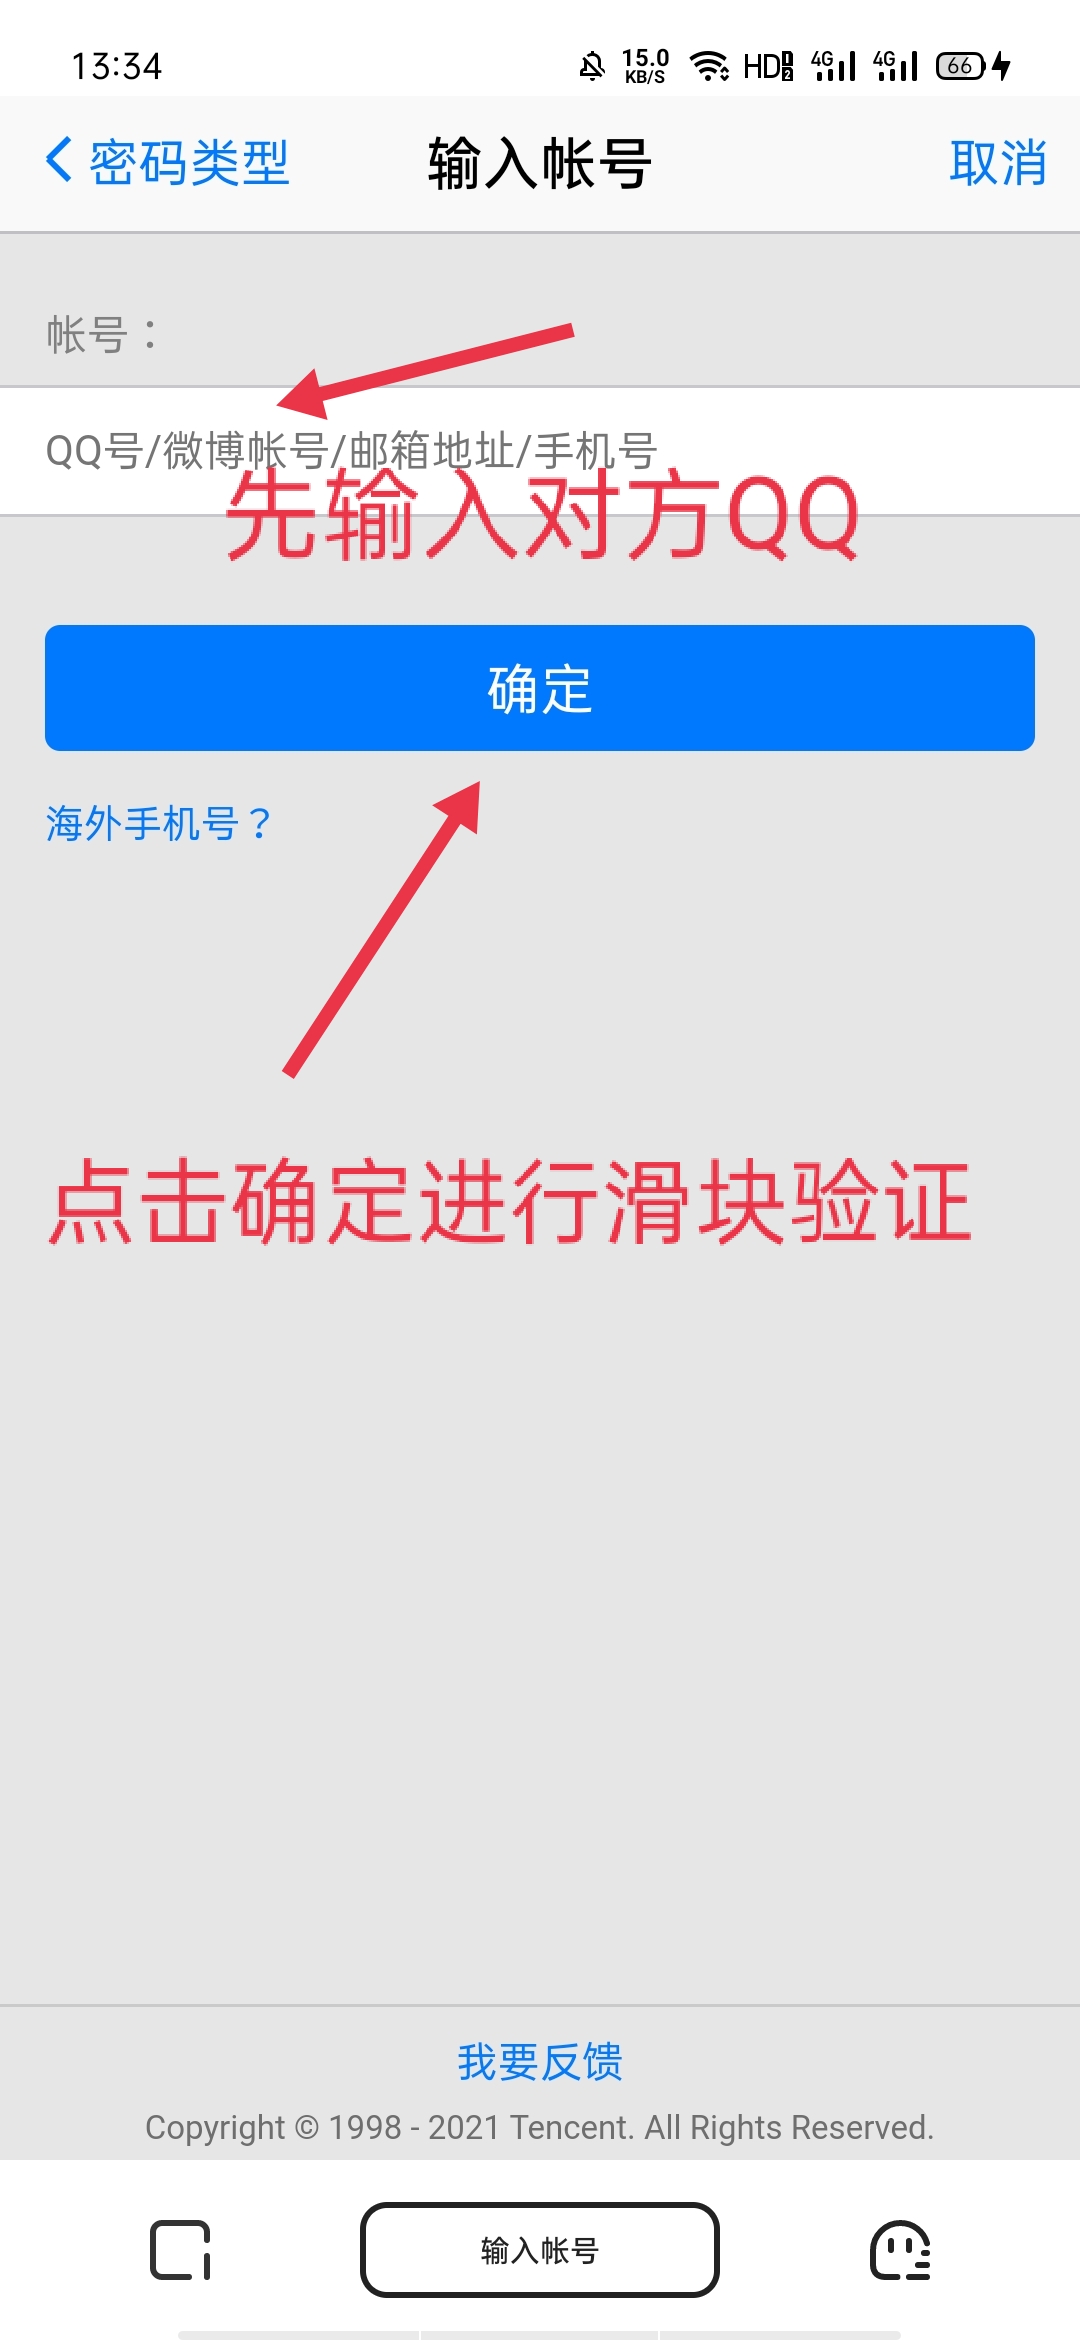 13:34 15.0 KB/S HD 1 2 4G 4G 66
密码类型 输入帐号 取消
帐号：
QQ号/微博帐号/邮箱地址/手机号
先输入对方QQ
确定
海外手机号？
点击确定进行滑块验证
我要反馈
Copyright © 1998 - 2021 Tencent. All Rights Reserved.
输入帐号